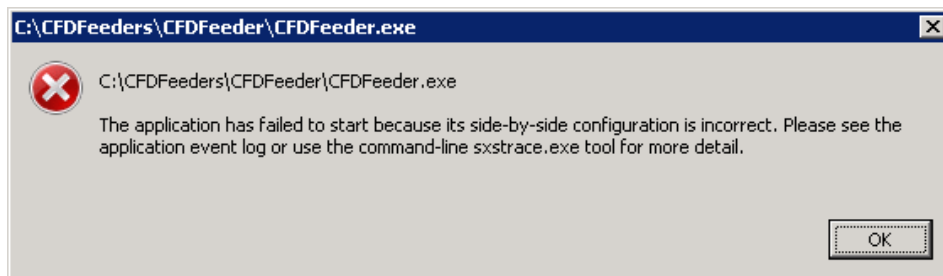 C:\CFDFeeders\CFDFeeder\CFDFeeder.exe
C:\CFDFeeders\CFDFeeder\CFDFeeder.exe
The application has failed to start because its side-by-side configuration is incorrect. Please see the
application event log or use the command-line sxstrace.exe tool for more detail.
OK